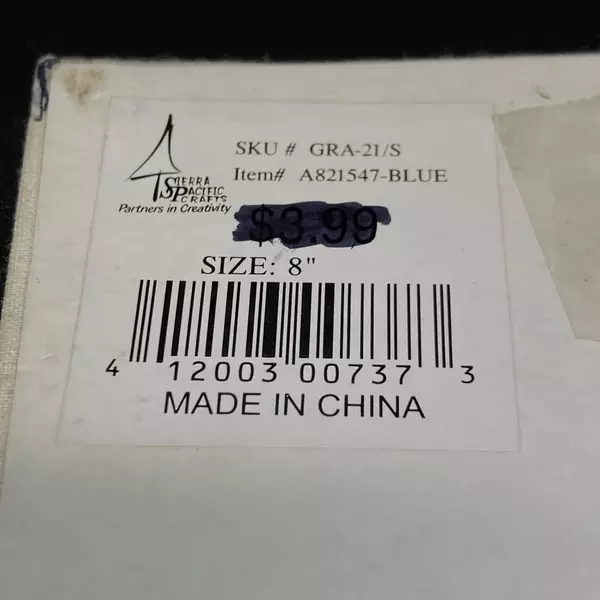 SIERRA
PACIFIC
CRAFTS
Partners in Creativity
SKU # GRA-21/S
Item# A821547-BLUE
$3.99
SIZE: 8"
4 12003 00737 3
MADE IN CHINA